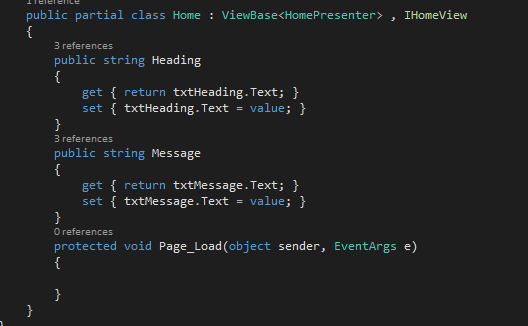 1 reference
public partial class Home : ViewBase<HomePresenter> , IHomeView
{
3 references
public string Heading
{
get { return txtHeading.Text; }
set { txtHeading.Text = value; }
}
3 references
public string Message
{
get { return txtMessage.Text; }
set { txtMessage.Text = value; }
}
0 references
protected void Page_Load(object sender, EventArgs e)
{
}
}